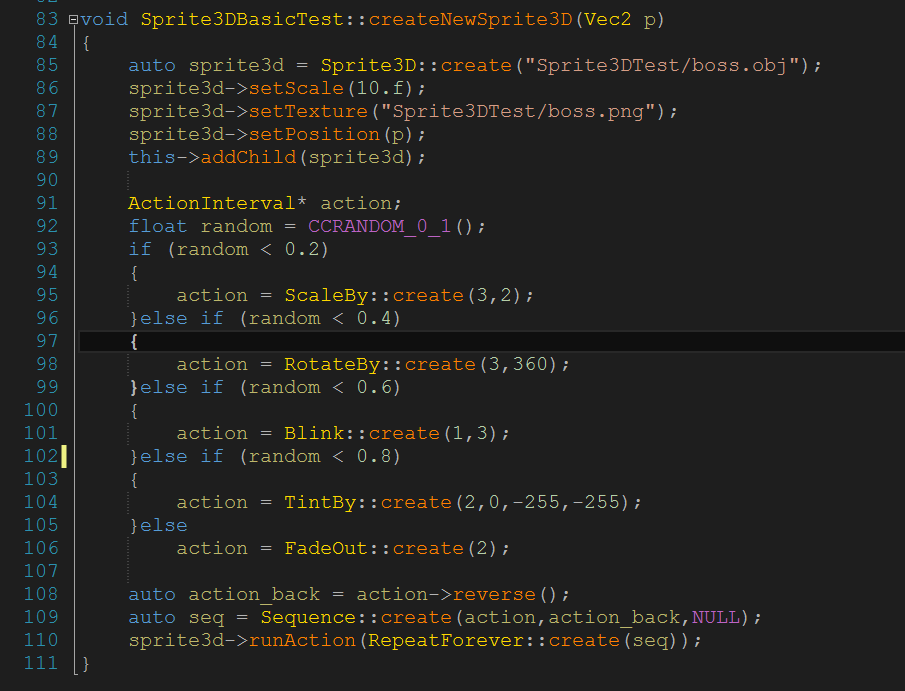 83 void Sprite3DBasicTest::createNewSprite3D(Vec2 p)
84 {
85     auto sprite3d = Sprite3D::create("Sprite3DTest/boss.obj");
86     sprite3d->setScale(10.f);
87     sprite3d->setTexture("Sprite3DTest/boss.png");
88     sprite3d->setPosition(p);
89     this->addChild(sprite3d);
90
91     ActionInterval* action;
92     float random = CCRANDOM_0_1();
93     if (random < 0.2)
94     {
95         action = ScaleBy::create(3,2);
96     }else if (random < 0.4)
97     {
98         action = RotateBy::create(3,360);
99     }else if (random < 0.6)
100     {
101         action = Blink::create(1,3);
102     }else if (random < 0.8)
103     {
104         action = TintBy::create(2,0,-255,-255);
105     }else
106         action = FadeOut::create(2);
107
108     auto action_back = action->reverse();
109     auto seq = Sequence::create(action,action_back,NULL);
110     sprite3d->runAction(RepeatForever::create(seq));
111 }